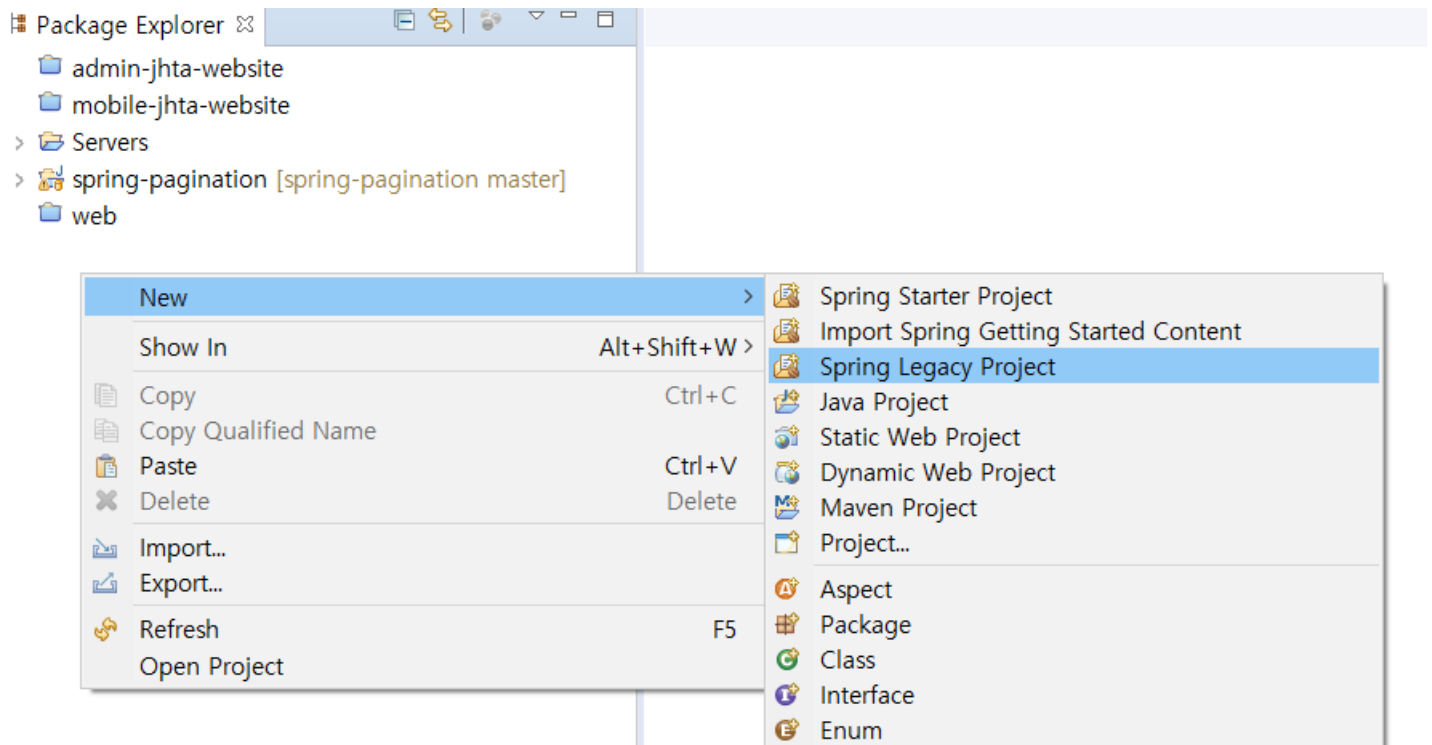 Package Explorer
admin-jhta-website
mobile-jhta-website
Servers
spring-pagination [spring-pagination master]
web
New
Show In Alt+Shift+W
Copy Ctrl+C
Copy Qualified Name
Paste Ctrl+V
Delete Delete
Import...
Export...
Refresh F5
Open Project
Spring Starter Project
Import Spring Getting Started Content
Spring Legacy Project
Java Project
Static Web Project
Dynamic Web Project
Maven Project
Project...
Aspect
Package
Class
Interface
Enum